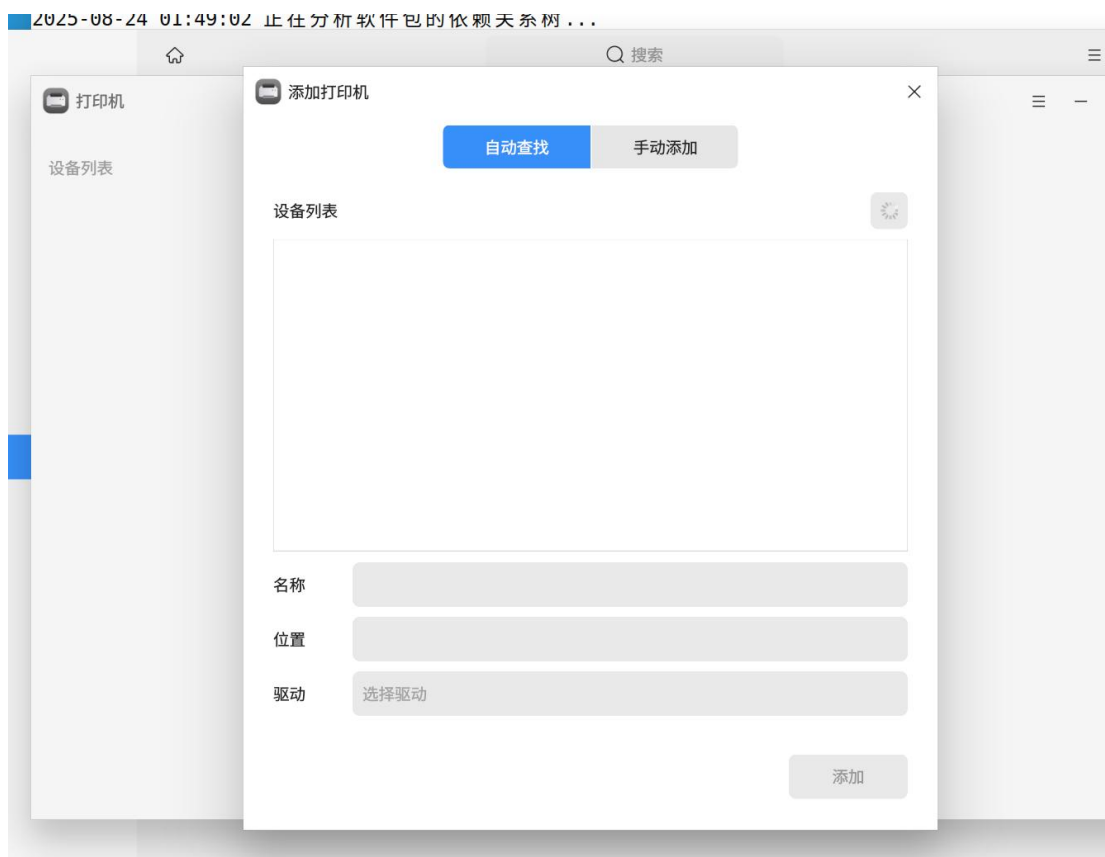 2025-08-24 01:49:02 正在分析软件包的依赖关系树...
搜索
打印机
设备列表
添加打印机
自动查找
手动添加
设备列表
名称
位置
驱动
选择驱动
添加